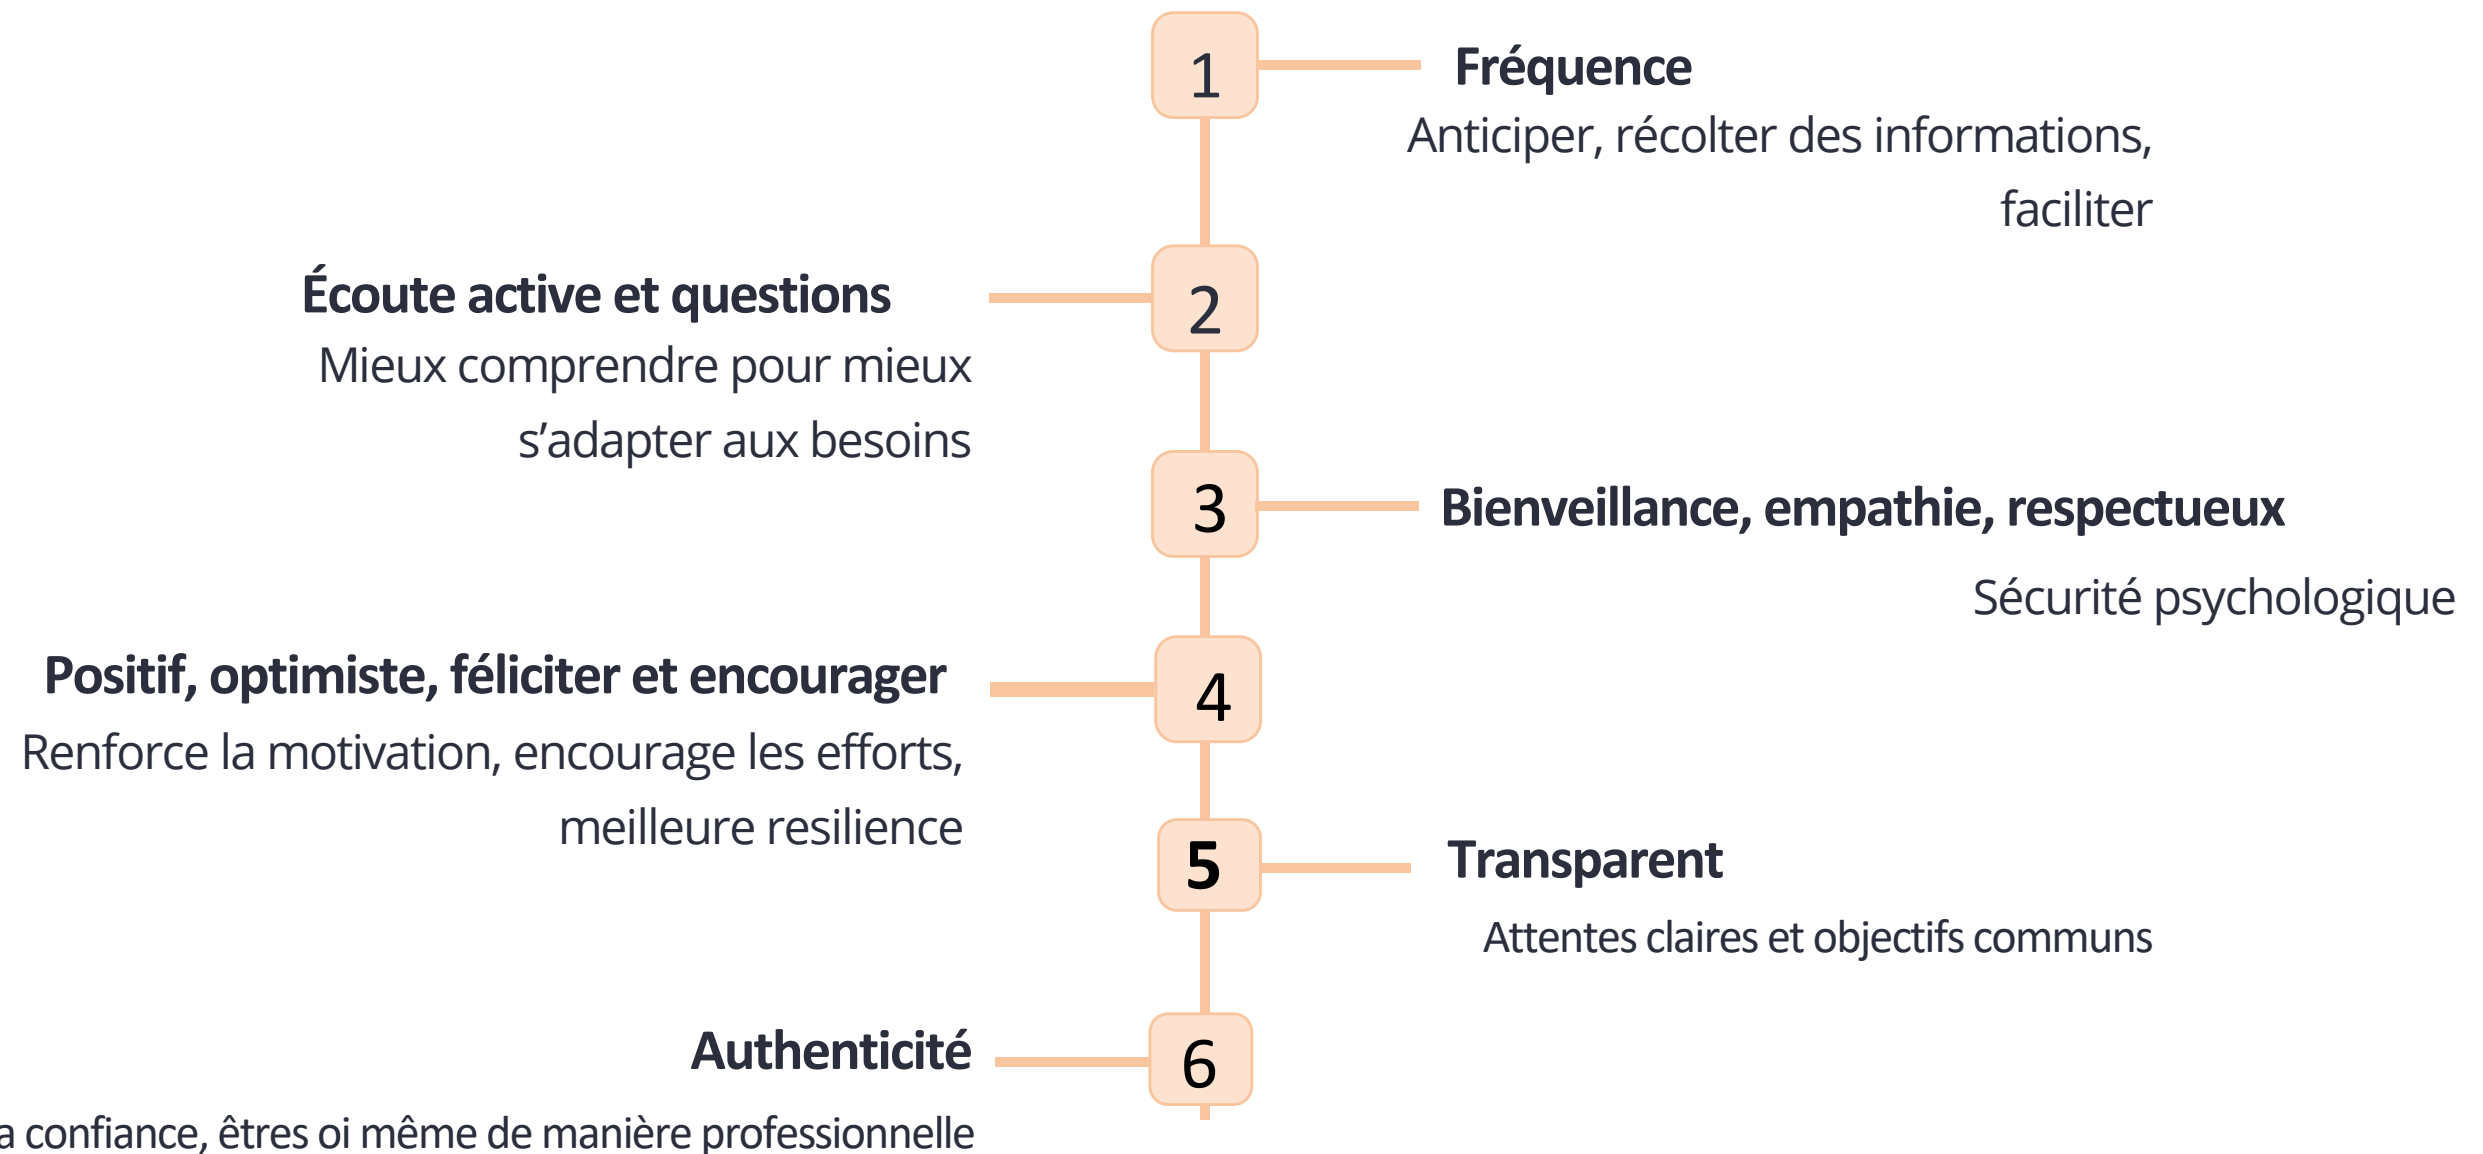 1
Fréquence
Anticiper, récolter des informations,
faciliter
2
Écoute active et questions
Mieux comprendre pour mieux
s’adapter aux besoins
3
Bienveillance, empathie, respectueux
Sécurité psychologique
4
Positif, optimiste, féliciter et encourager
Renforce la motivation, encourage les efforts,
meilleure resilience
5
Transparent
Attentes claires et objectifs communs
6
Authenticité
confiance, êtres oi même de manière professionnelle